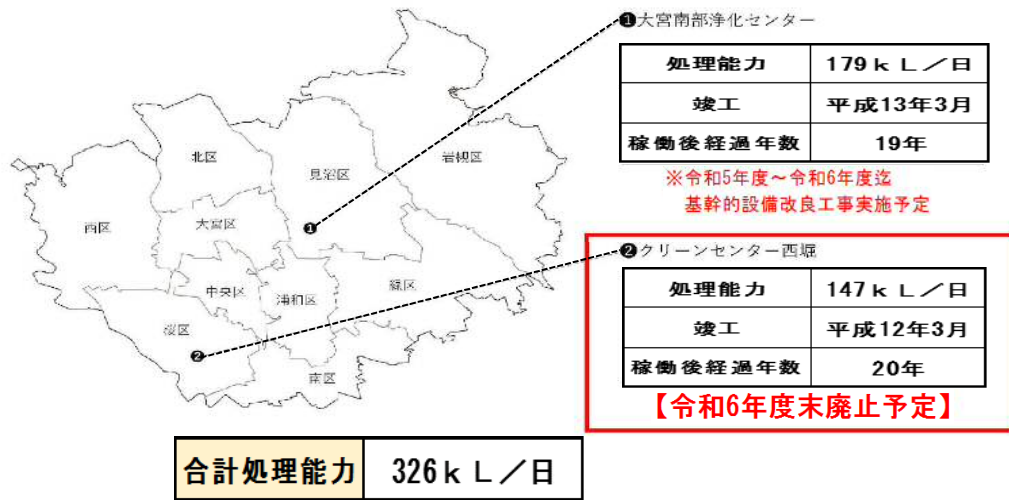 ❶大宮南部浄化センター
処理能力 179ｋＬ／日
竣工 平成13年3月
稼働後経過年数 19年
※令和5年度～令和6年度迄
基幹的設備改良工事実施予定
岩槻区
北区
見沼区
西区
大宮区
❶
❷クリーンセンター西堀
処理能力 147ｋＬ／日
竣工 平成12年3月
稼働後経過年数 20年
【令和6年度末廃止予定】
中央区
浦和区
緑区
桜区
❷
南区
合計処理能力 326ｋＬ／日